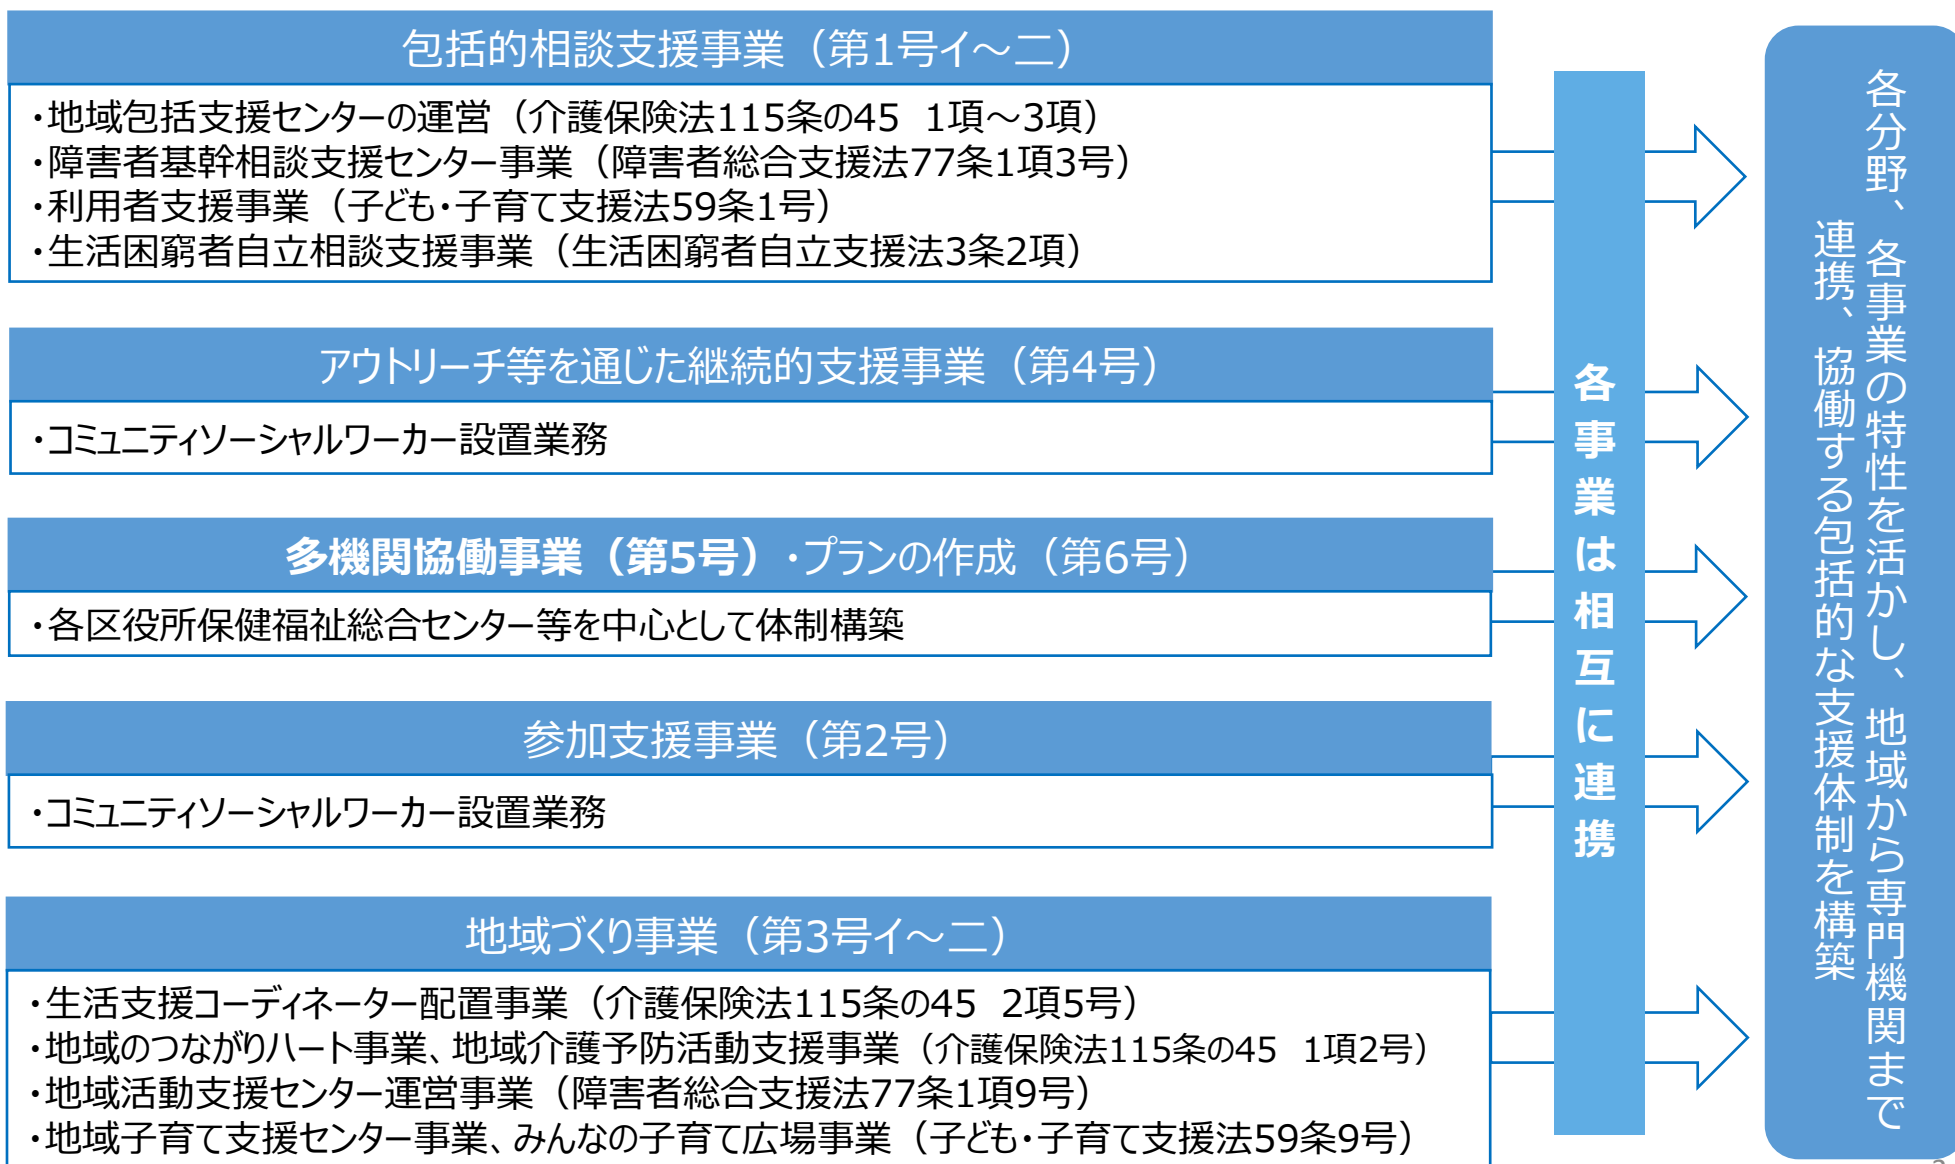 包括的相談支援事業（第1号イ～ニ）
・地域包括支援センターの運営（介護保険法115条の45 1項～3項）
・障害者基幹相談支援センター事業（障害者総合支援法77条1項3号）
・利用者支援事業（子ども・子育て支援法59条1号）
・生活困窮者自立相談支援事業（生活困窮者自立支援法3条2項）
アウトリーチ等を通じた継続的支援事業（第4号）
・コミュニティソーシャルワーカー設置業務
多機関協働事業（第5号）・プランの作成（第6号）
・各区役所保健福祉総合センター等を中心として体制構築
参加支援事業（第2号）
・コミュニティソーシャルワーカー設置業務
地域づくり事業（第3号イ～ニ）
・生活支援コーディネーター配置事業（介護保険法115条の45 2項5号）
・地域のつながりハート事業、地域介護予防活動支援事業（介護保険法115条の45 1項2号）
・地域活動支援センター運営事業（障害者総合支援法77条1項9号）
・地域子育て支援センター事業、みんなの子育て広場事業（子ども・子育て支援法59条9号）
各事業は相互に連携
各分野、各事業の特性を活かし、地域から専門機関まで
連携、協働する包括的な支援体制を構築